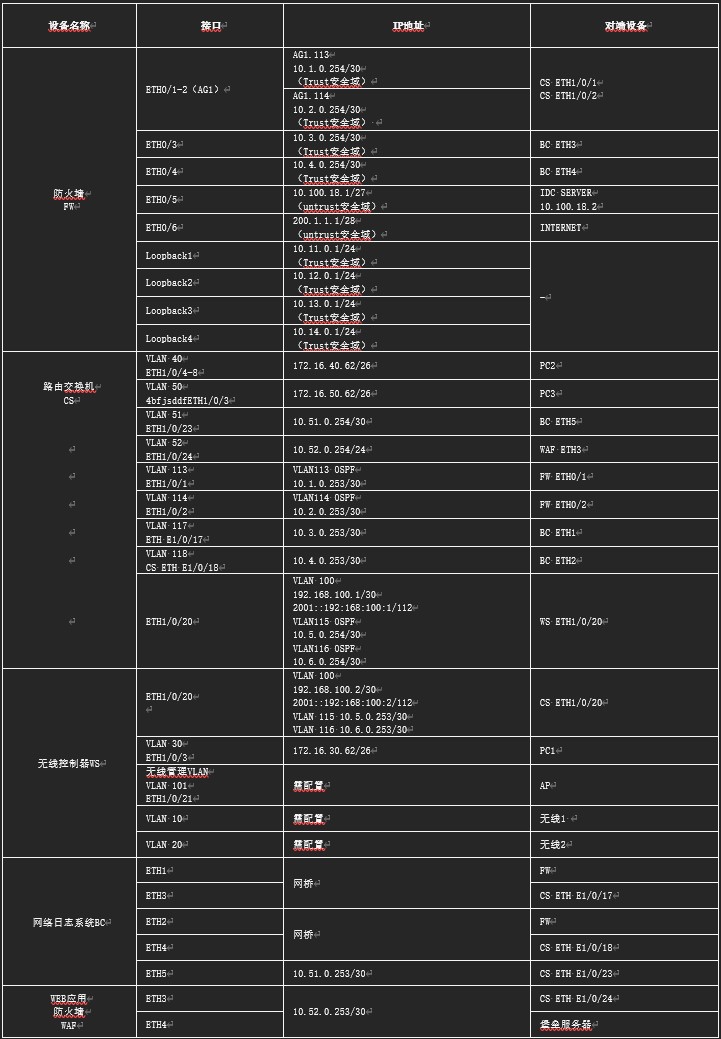 设备名称 接口 IP地址 对端设备
防火墙
FW
ETH0/1-2（AG1）
AG1.113
10.1.0.254/30
（Trust安全域）
AG1.114
10.2.0.254/30
（Trust安全域）
CS ETH1/0/1
CS ETH1/0/2
ETH0/3
10.3.0.254/30
（Trust安全域）
BC ETH3
ETH0/4
10.4.0.254/30
（Trust安全域）
BC ETH4
ETH0/5
10.100.18.1/27
（untrust安全域）
IDC SERVER
10.100.18.2
ETH0/6
200.1.1.1/28
（untrust安全域）
INTERNET
Loopback1
10.11.0.1/24
（Trust安全域）
—
Loopback2
10.12.0.1/24
（Trust安全域）
Loopback3
10.13.0.1/24
（Trust安全域）
Loopback4
10.14.0.1/24
（Trust安全域）
路由交换机
CS
VLAN 40
ETH1/0/4-8
172.16.40.62/26
PC2
VLAN 50
4bfjsddfETH1/0/3
172.16.50.62/26
PC3
VLAN 51
ETH1/0/23
10.51.0.254/30
BC ETH5
VLAN 52
ETH1/0/24
10.52.0.254/24
WAF ETH3
VLAN 113
ETH1/0/1
VLAN113 OSPF
10.1.0.253/30
FW ETH0/1
VLAN 114
ETH1/0/2
VLAN114 OSPF
10.2.0.253/30
FW ETH0/2
VLAN 117
ETH E1/0/17
10.3.0.253/30
BC ETH1
VLAN 118
CS ETH E1/0/18
10.4.0.253/30
BC ETH2
ETH1/0/20
VLAN 100
192.168.100.1/30
2001::192:168:100:1/112
VLAN115 OSPF
10.5.0.254/30
VLAN116 OSPF
10.6.0.254/30
WS ETH1/0/20
无线控制器WS
ETH1/0/20
VLAN 100
192.168.100.2/30
2001::192:168:100:2/112
VLAN 115 10.5.0.253/30
VLAN 116 10.6.0.253/30
CS ETH1/0/20
VLAN 30
ETH1/0/3
172.16.30.62/26
PC1
无线管理VLAN
VLAN 101
ETH1/0/21
需配置
AP
VLAN 10
需配置
无线1
VLAN 20
需配置
无线2
网络日志系统BC
ETH1
网桥
FW
ETH3
CS ETH E1/0/17
ETH2
网桥
FW
ETH4
CS ETH E1/0/18
ETH5
10.51.0.253/30
CS ETH E1/0/23
WEB应用
防火墙
WAF
ETH3
10.52.0.253/30
CS ETH E1/0/24
ETH4
堡垒服务器